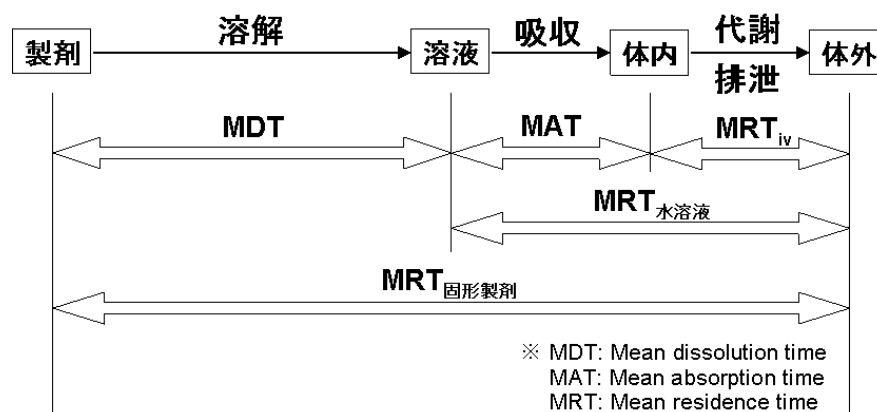 製剤 溶解 溶液 吸収 体内 代謝 体外
排泄
MDT MAT MRTiv
MRT水溶液
MRT固形製剤
※ MDT: Mean dissolution time
MAT: Mean absorption time
MRT: Mean residence time